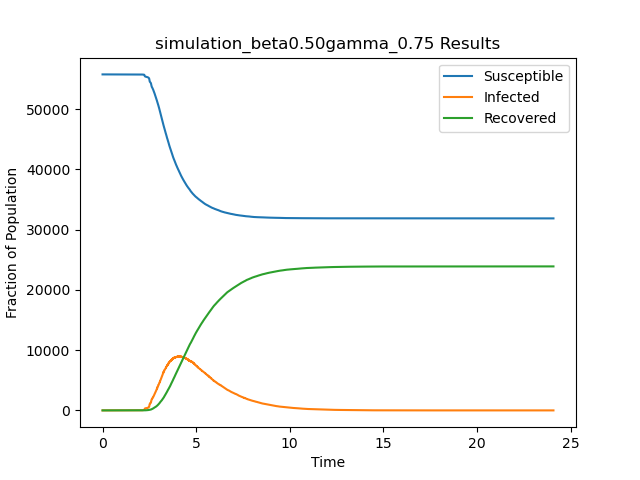 simulation_beta0.50gamma_0.75 Results
Susceptible
Infected
Recovered
Fraction of Population
50000
40000
30000
20000
10000
0
0 5 10 15 20 25
Time